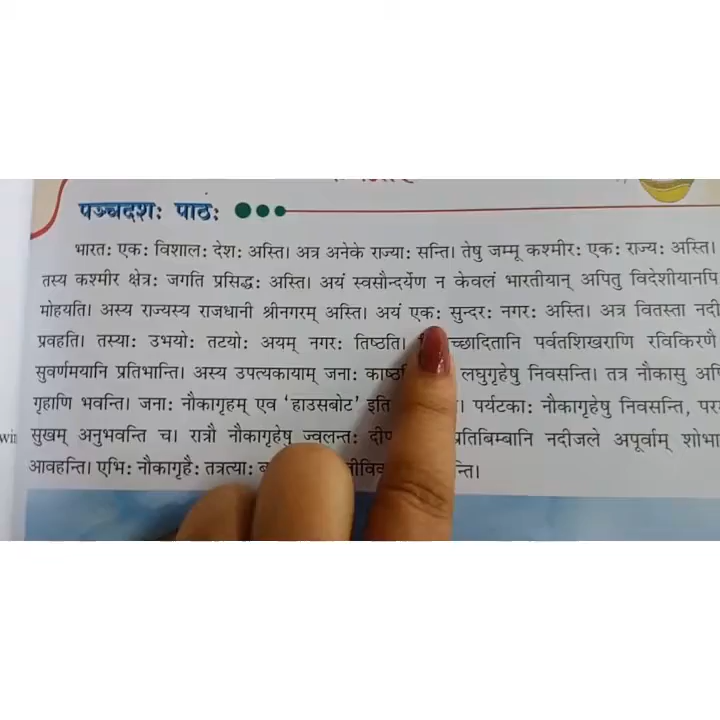 पञ्चदशः पाठः
भारतः एकः विशालः देशः अस्ति। अत्र अनेके राज्याः सन्ति। तेषु जम्मू कश्मीरः एकः राज्यः अस्ति।
तस्य कश्मीर क्षेत्रः जगति प्रसिद्धः अस्ति। अयं स्वसौन्दर्येण न केवलं भारतीयान् अपितु विदेशीयानपि
मोहयति। अस्य राज्यस्य राजधानी श्रीनगरम् अस्ति। अयं एकः सुन्दरः नगरः अस्ति। अत्र वितस्ता नदी
प्रवहति। तस्याः उभयोः तटयोः अयम् नगरः तिष्ठति। पर्वतशिखराणि रविकिरणै
सुवर्णमयानि प्रतिभान्ति। अस्य उपत्यकायाम् जनाः लघुगृहेषु निवसन्ति। तत्र नौकासु
गृहाणि भवन्ति। जनाः नौकागृहम् एव ‘हाउसबोट’ इति पर्यटकाः नौकागृहेषु निवसन्ति,
सुखम् अनुभवन्ति च। रात्रौ नौकागृहेषु ज्वलन्तः नदीजले अपूर्वाम् शोभा
आवहन्ति। एभिः नौकागृहैः तत्रत्याः